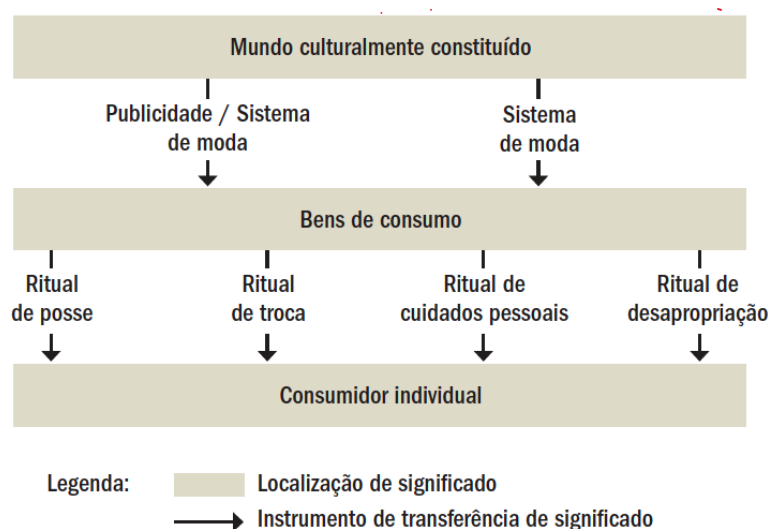 Mundo culturalmente constituído
Publicidade / Sistema
de moda
Sistema
de moda
Bens de consumo
Ritual
de posse
Ritual
de troca
Ritual de
cuidados pessoais
Ritual de
desapropriação
Consumidor individual
Legenda:
Localização de significado
Instrumento de transferência de significado